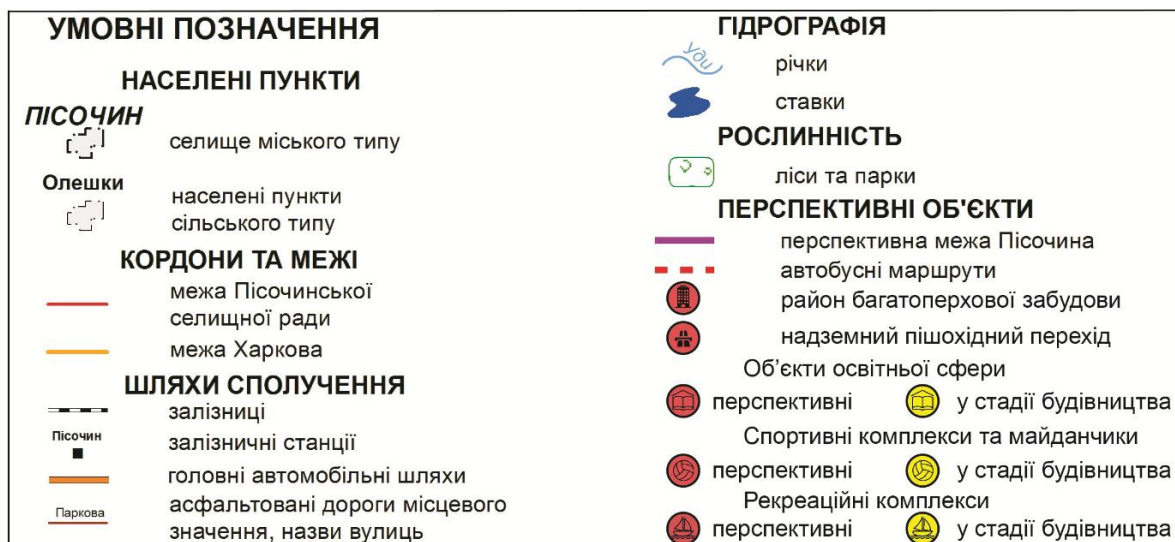 УМОВНІ ПОЗНАЧЕННЯ
НАСЕЛЕНІ ПУНКТИ
ПІСОЧИН
селище міського типу
Олешки
населені пункти
сільського типу
КОРДОНИ ТА МЕЖІ
межа Пісочинської
селищної ради
межа Харкова
ШЛЯХИ СПОЛУЧЕННЯ
залізниці
Пісочин
залізничні станції
головні автомобільні шляхи
Паркова
асфальтовані дороги місцевого
значення, назви вулиць
ГІДРОГРАФІЯ
Уди
річки
ставки
РОСЛИННІСТЬ
ліси та парки
ПЕРСПЕКТИВНІ ОБ'ЄКТИ
перспективна межа Пісочина
автобусні маршрути
район багатоперхової забудови
надземний пішохідний перехід
Об’єкти освітньої сфери
перспективні у стадії будівництва
Спортивні комплекси та майданчики
перспективні у стадії будівництва
Рекреаційні комплекси
перспективні у стадії будівництва